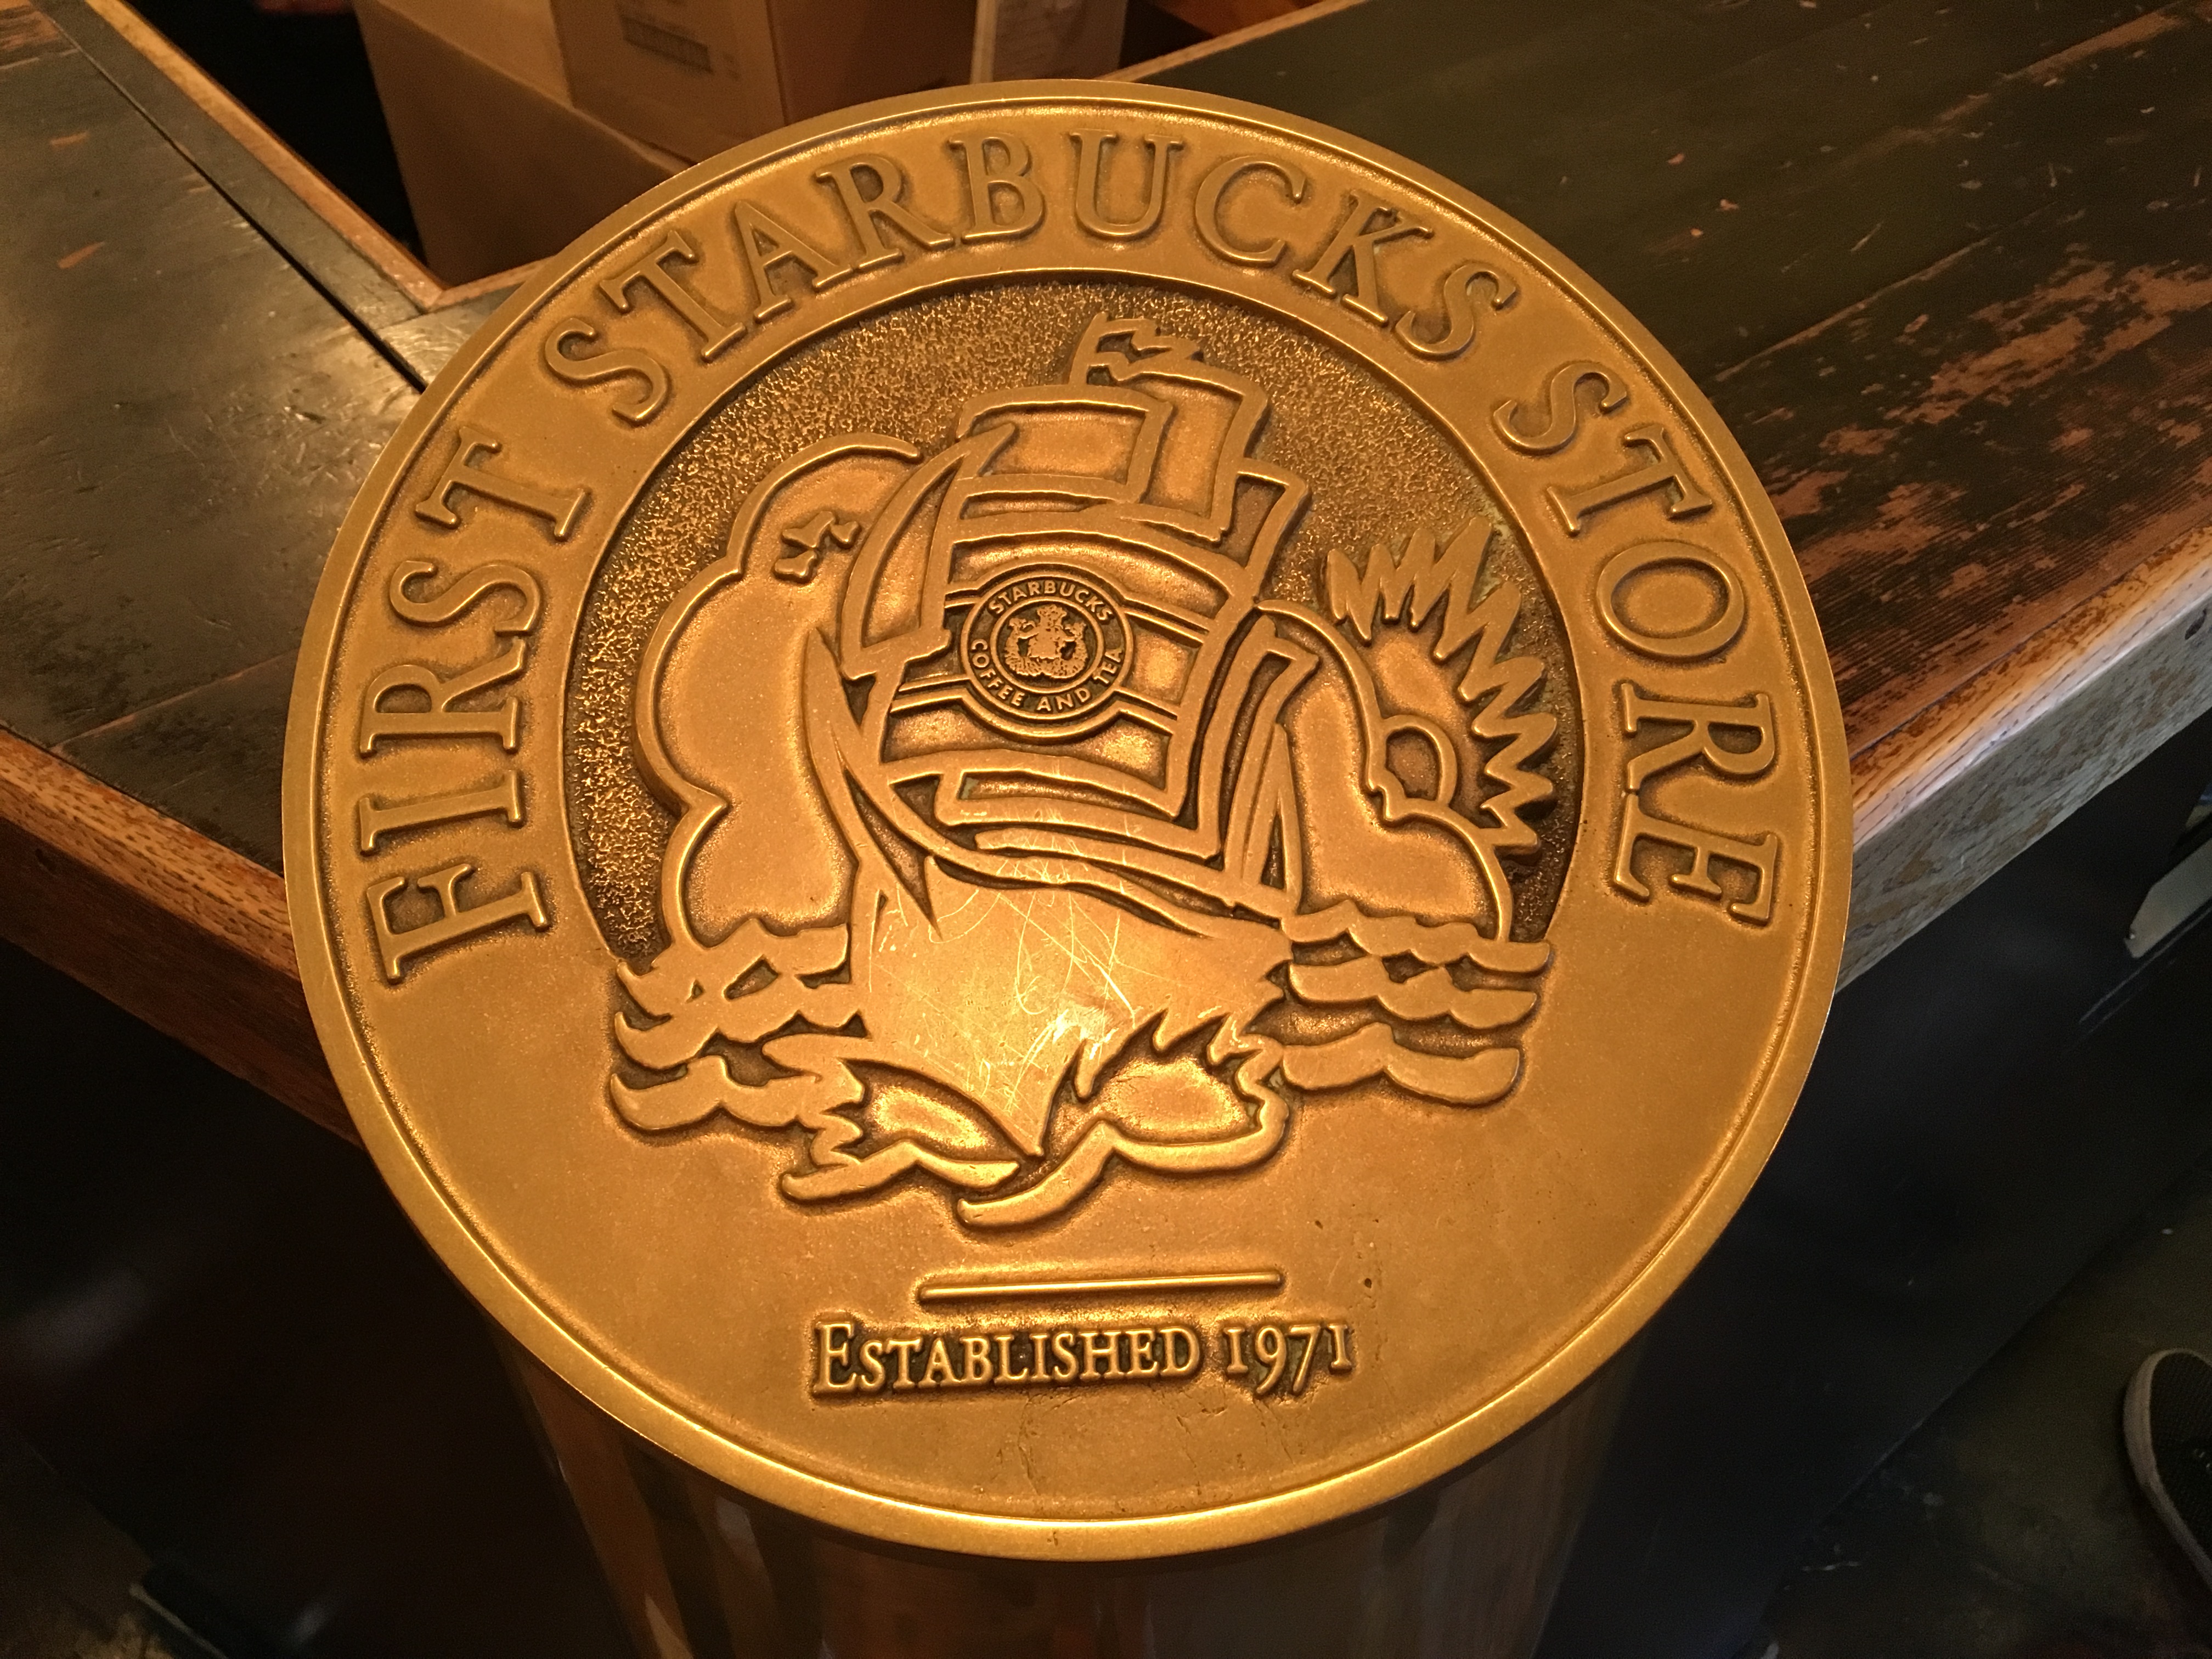 FIRST STARBUCKS STORE
STARBUCKS
COFFEE AND TEA
ESTABLISHED 1971